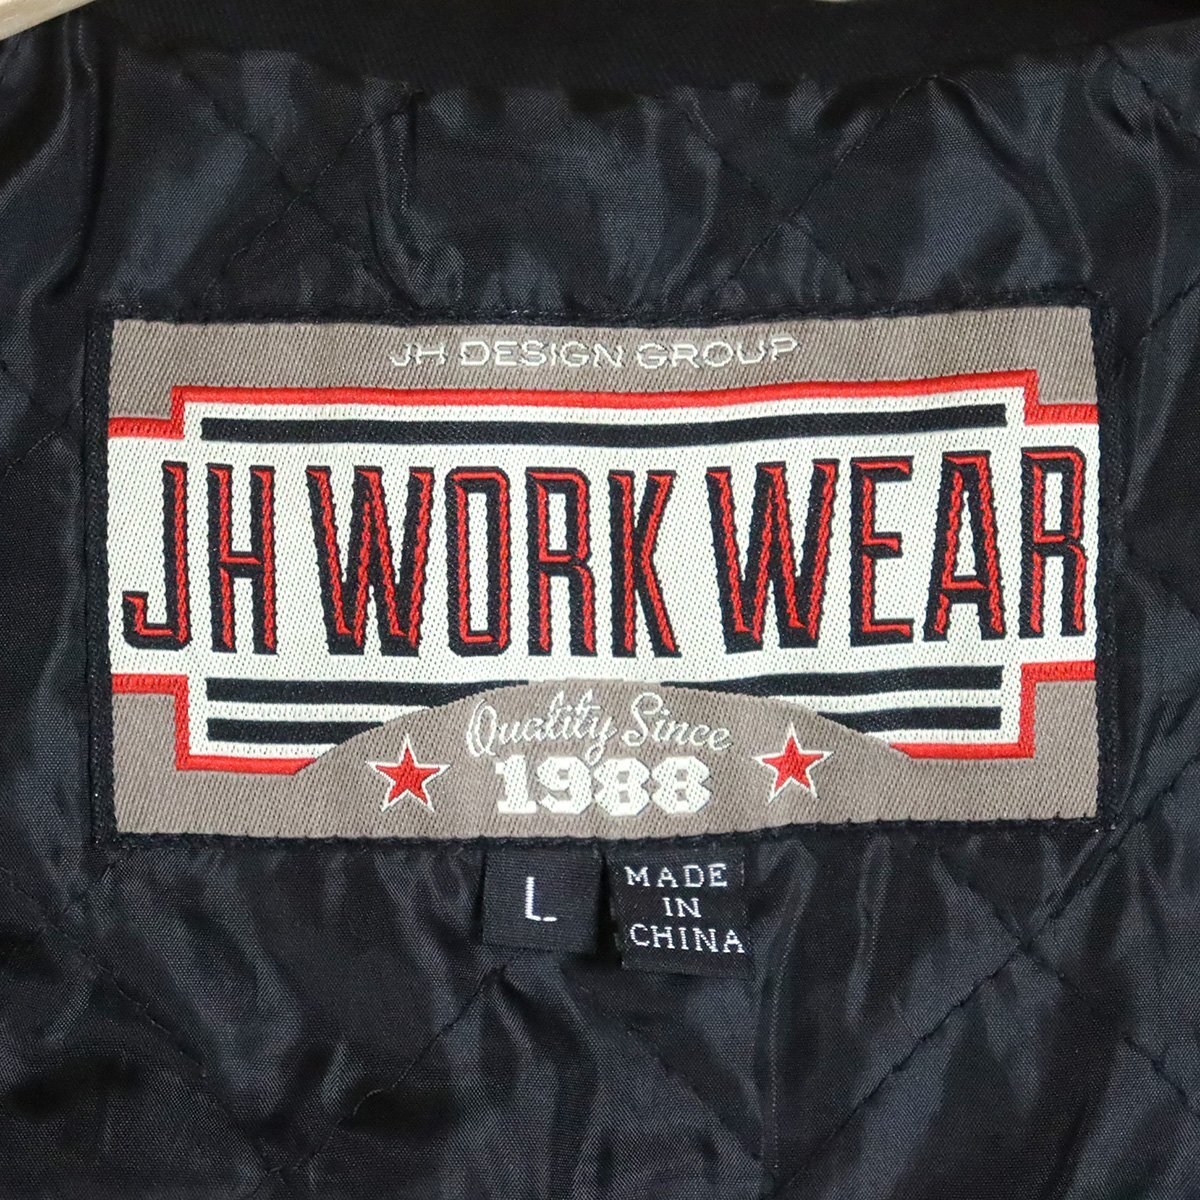 JH DESIGN GROUP
JH WORK WEAR
Quality Since
1988
L
MADE
IN
CHINA